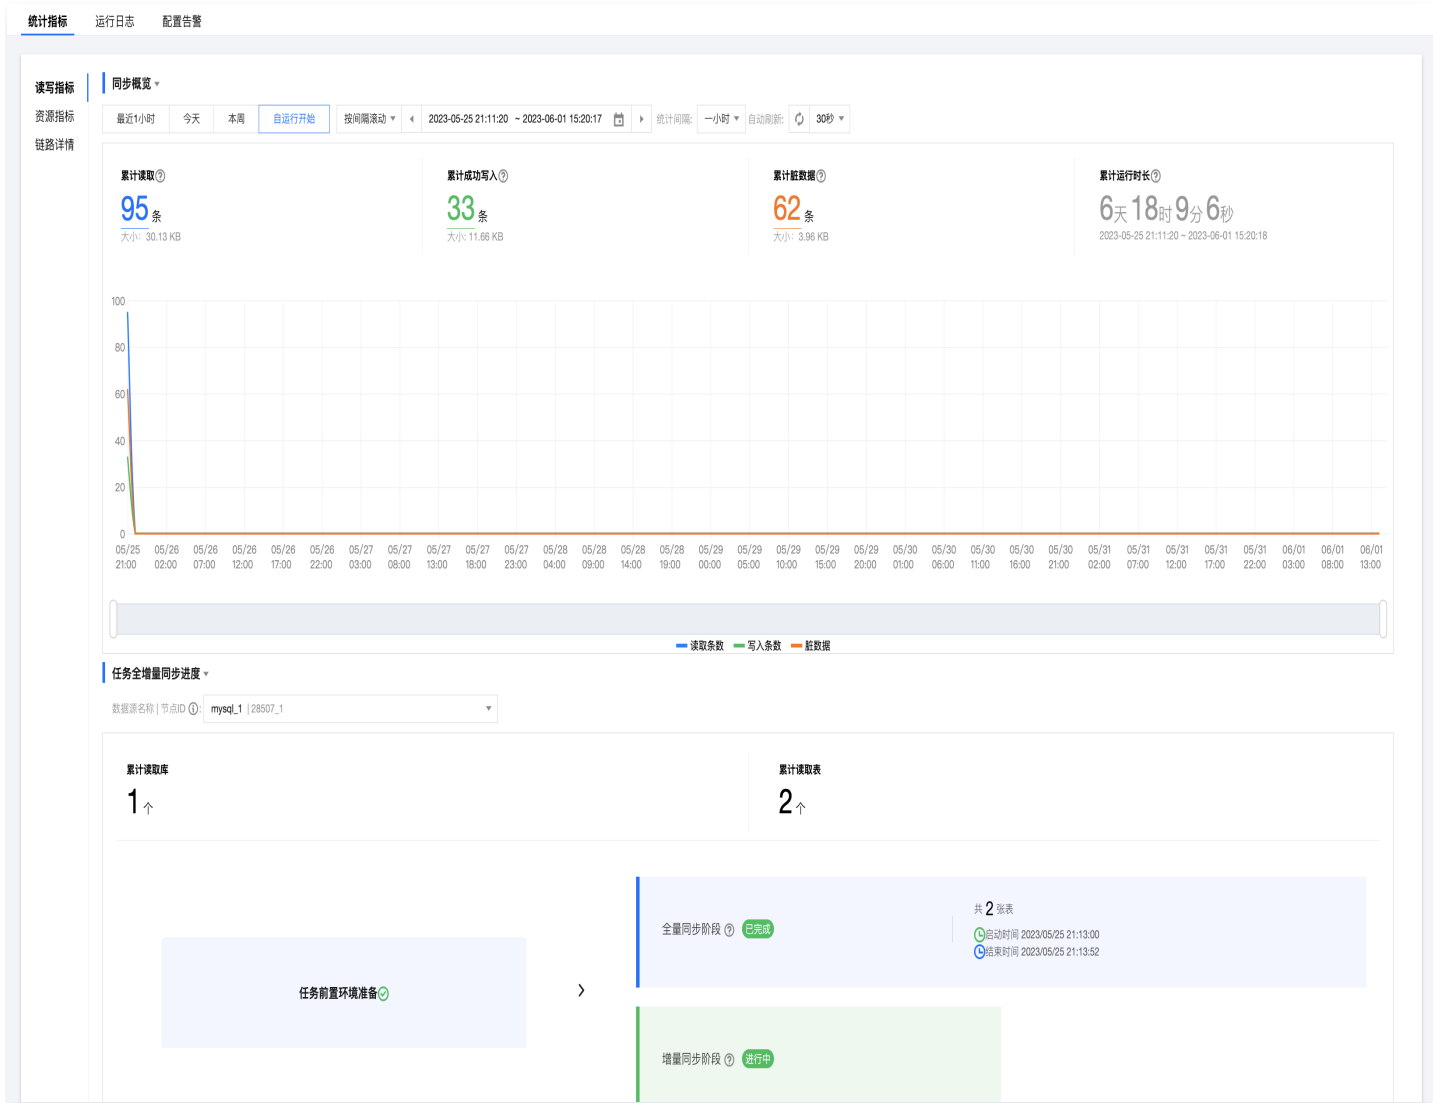 统计指标 运行日志 配置告警
读写指标
资源指标
链路详情
同步概览
最近1小时 今天 本周 自运行开始 按间隔滚动 2023-05-25 21:11:20 ~ 2023-06-01 15:20:17 统计间隔: 一小时 自动刷新: 30秒
累计读取 累计成功写入 累计脏数据 累计运行时长
95 条 33 条 62 条 6天 18时 9分 6秒
大小: 30.13 KB 大小: 11.66 KB 大小: 3.96 KB 2023-05-25 21:11:20 ~ 2023-06-01 15:20:18
100
80
60
40
20
0
05/25 05/26 05/26 05/26 05/26 05/26 05/27 05/27 05/27 05/27 05/27 05/28 05/28 05/28 05/28 05/29 05/29 05/29 05/29 05/29 05/30 05/30 05/30 05/30 05/30 05/31 05/31 05/31 05/31 05/31 06/01 06/01 06/01
21:00 02:00 07:00 12:00 17:00 22:00 03:00 08:00 13:00 18:00 23:00 04:00 09:00 14:00 19:00 00:00 05:00 10:00 15:00 20:00 01:00 06:00 11:00 16:00 21:00 02:00 07:00 12:00 17:00 22:00 03:00 08:00 13:00
读取条数 写入条数 脏数据
任务全增量同步进度
数据源名称 | 节点ID : mysql_1 | 28507_1
累计读取库 累计读取表
1 个 2 个
任务前置环境准备
全量同步阶段 已完成
共 2 张表
启动时间 2023/05/25 21:13:00
结束时间 2023/05/25 21:13:52
增量同步阶段 进行中